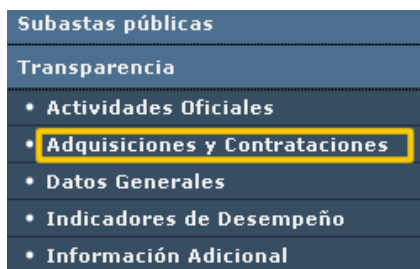 Subastas públicas
Transparencia
• Actividades Oficiales
• Adquisiciones y Contrataciones
• Datos Generales
• Indicadores de Desempeño
• Información Adicional